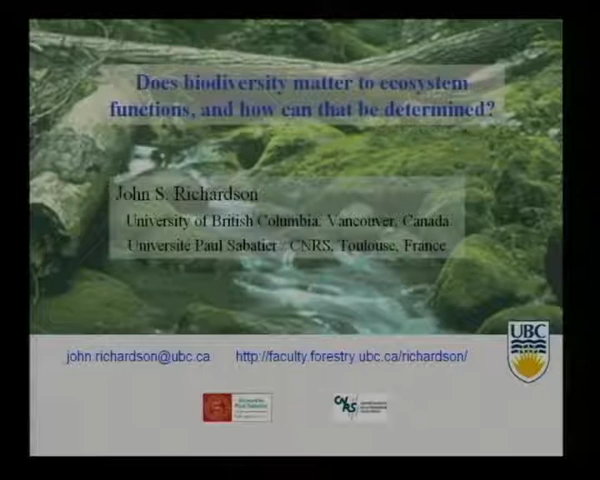 Does biodiversity matter to ecosystem
functions, and how can that be determined?
John S. Richardson
University of British Columbia, Vancouver, Canada
Université Paul Sabatier / CNRS, Toulouse, France
UBC
john.richardson@ubc.ca http://faculty.forestry.ubc.ca/richardson/
CNRS